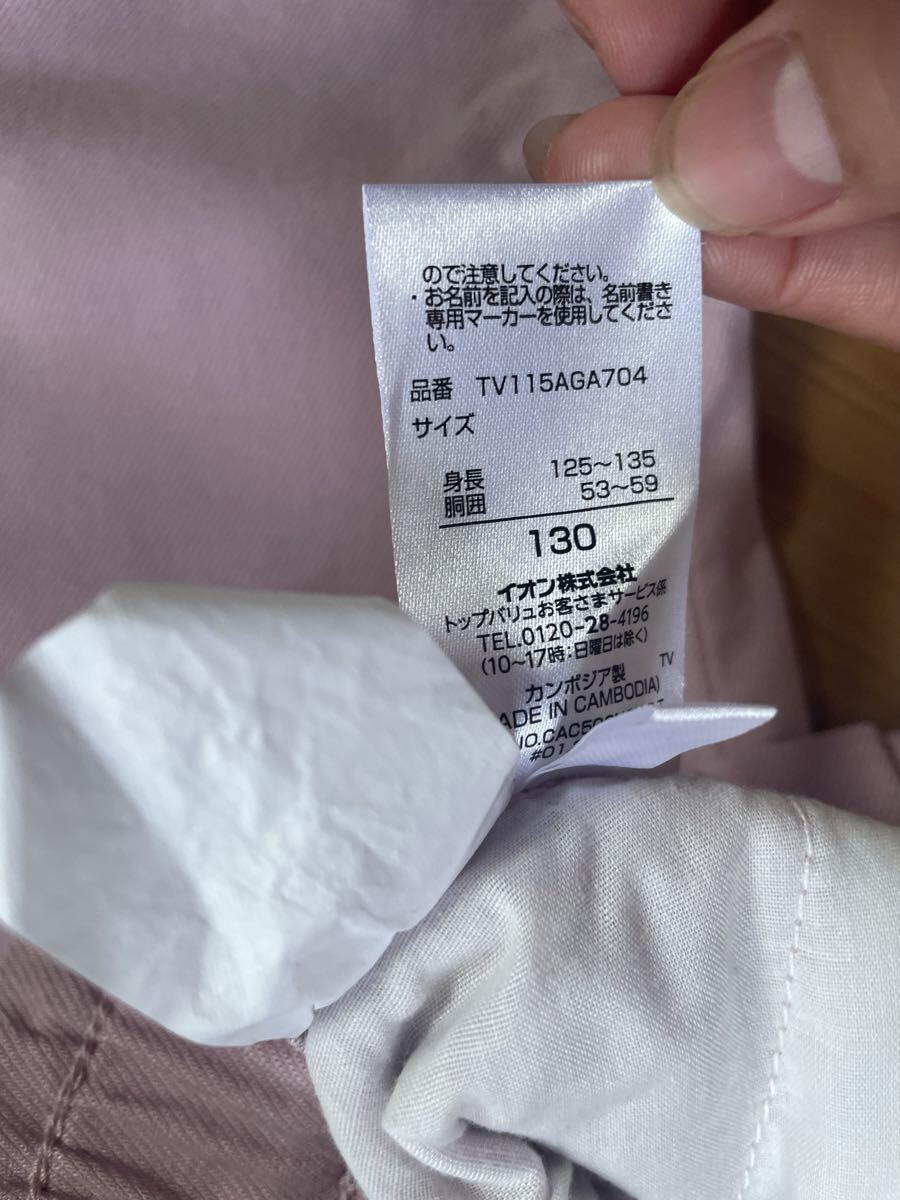 ので注意してください。
・お名前を記入の際は、名前書き
専用マーカーを使用してくださ
い。
品番 TV115AGA704
サイズ
身長 125~135
胴囲 53~59
130
イオン株式会社
トップバリュお客さまサービス係
TEL.0120-28-4196
(10~17時:日曜日は除く)
カンボジア製 TV
MADE IN CAMBODIA)
#01